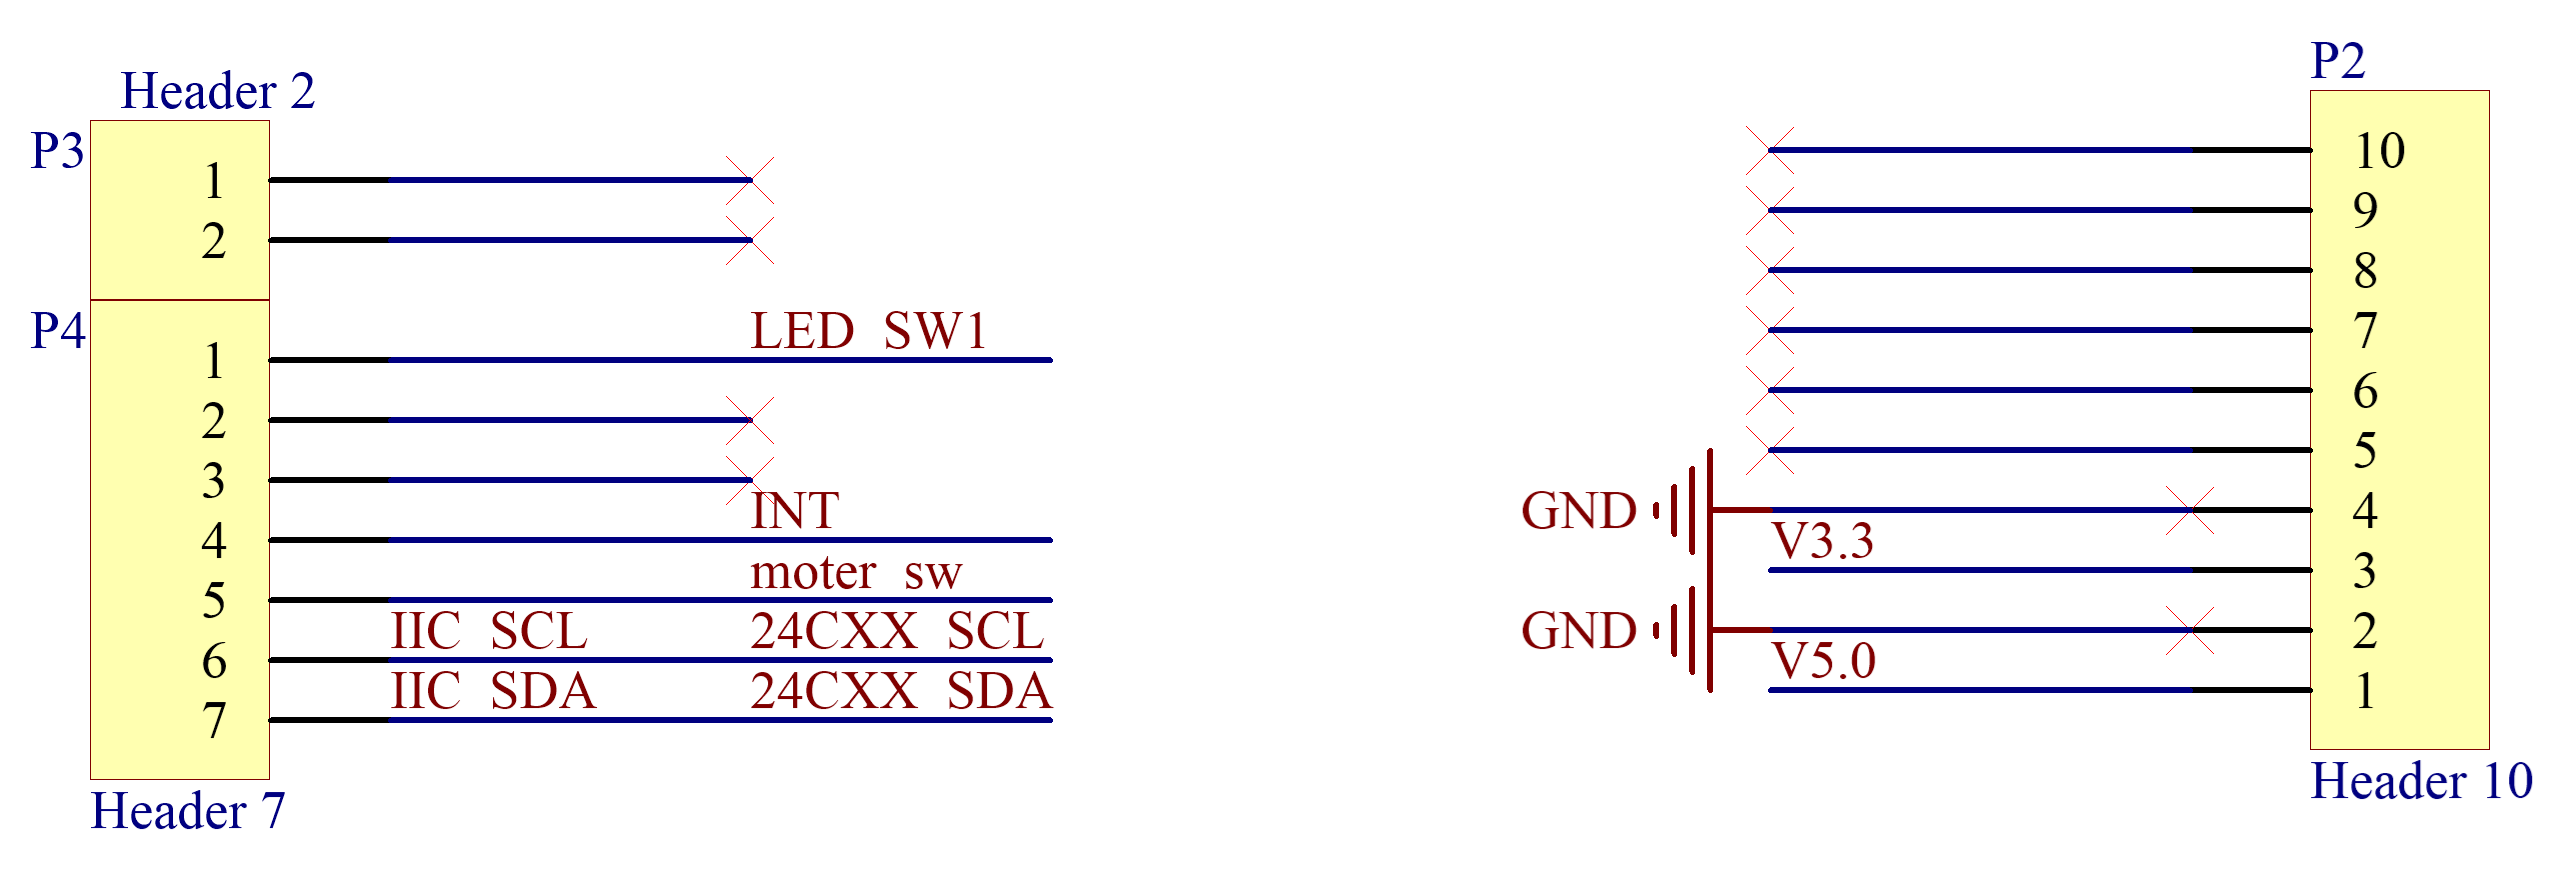 Header 2
P3
1
2
P4
LED SW1
1
2
3
INT
4
moter sw
5
IIC SCL 24CXX SCL
6
IIC SDA 24CXX SDA
7
Header 7
P2
10
9
8
7
6
5
GND 4
V3.3
3
GND 2
V5.0
1
Header 10